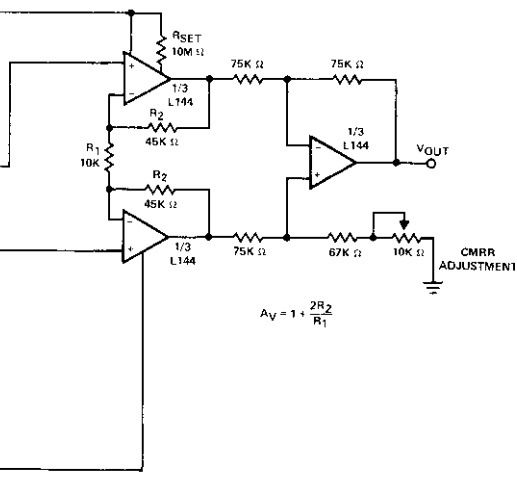 RSET
10M Ω
75K Ω
75K Ω
+
−
1/3
L144
R2
45K Ω
R1
10K
R2
45K Ω
−
+
1/3
L144
−
+
1/3
L144
VOUT
75K Ω
67K Ω
10K Ω
CMRR
ADJUSTMENT
AV = 1 + 2R2
R1